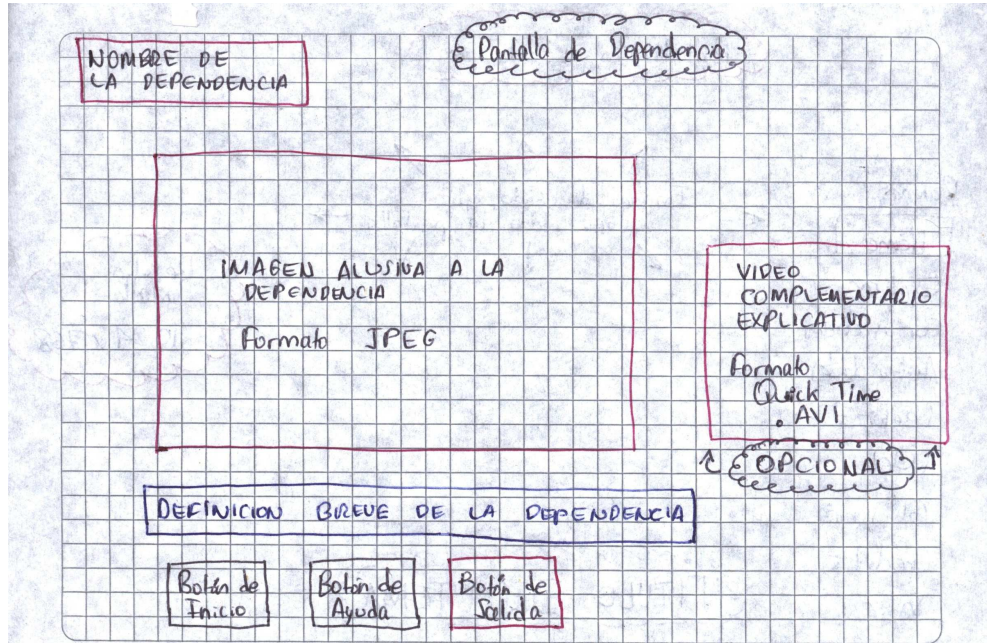 Pantalla de Dependencia
NOMBRE DE
LA DEPENDENCIA
IMAGEN ALUSIVA A LA
DEPENDENCIA
Formato JPEG
VIDEO
COMPLEMENTARIO
EXPLICATIVO
Formato
Quick Time
. AVI
OPCIONAL
DEFINICION BREVE DE LA DEPENDENCIA
Botón de
Inicio
Botón de
Ayuda
Botón de
Salida